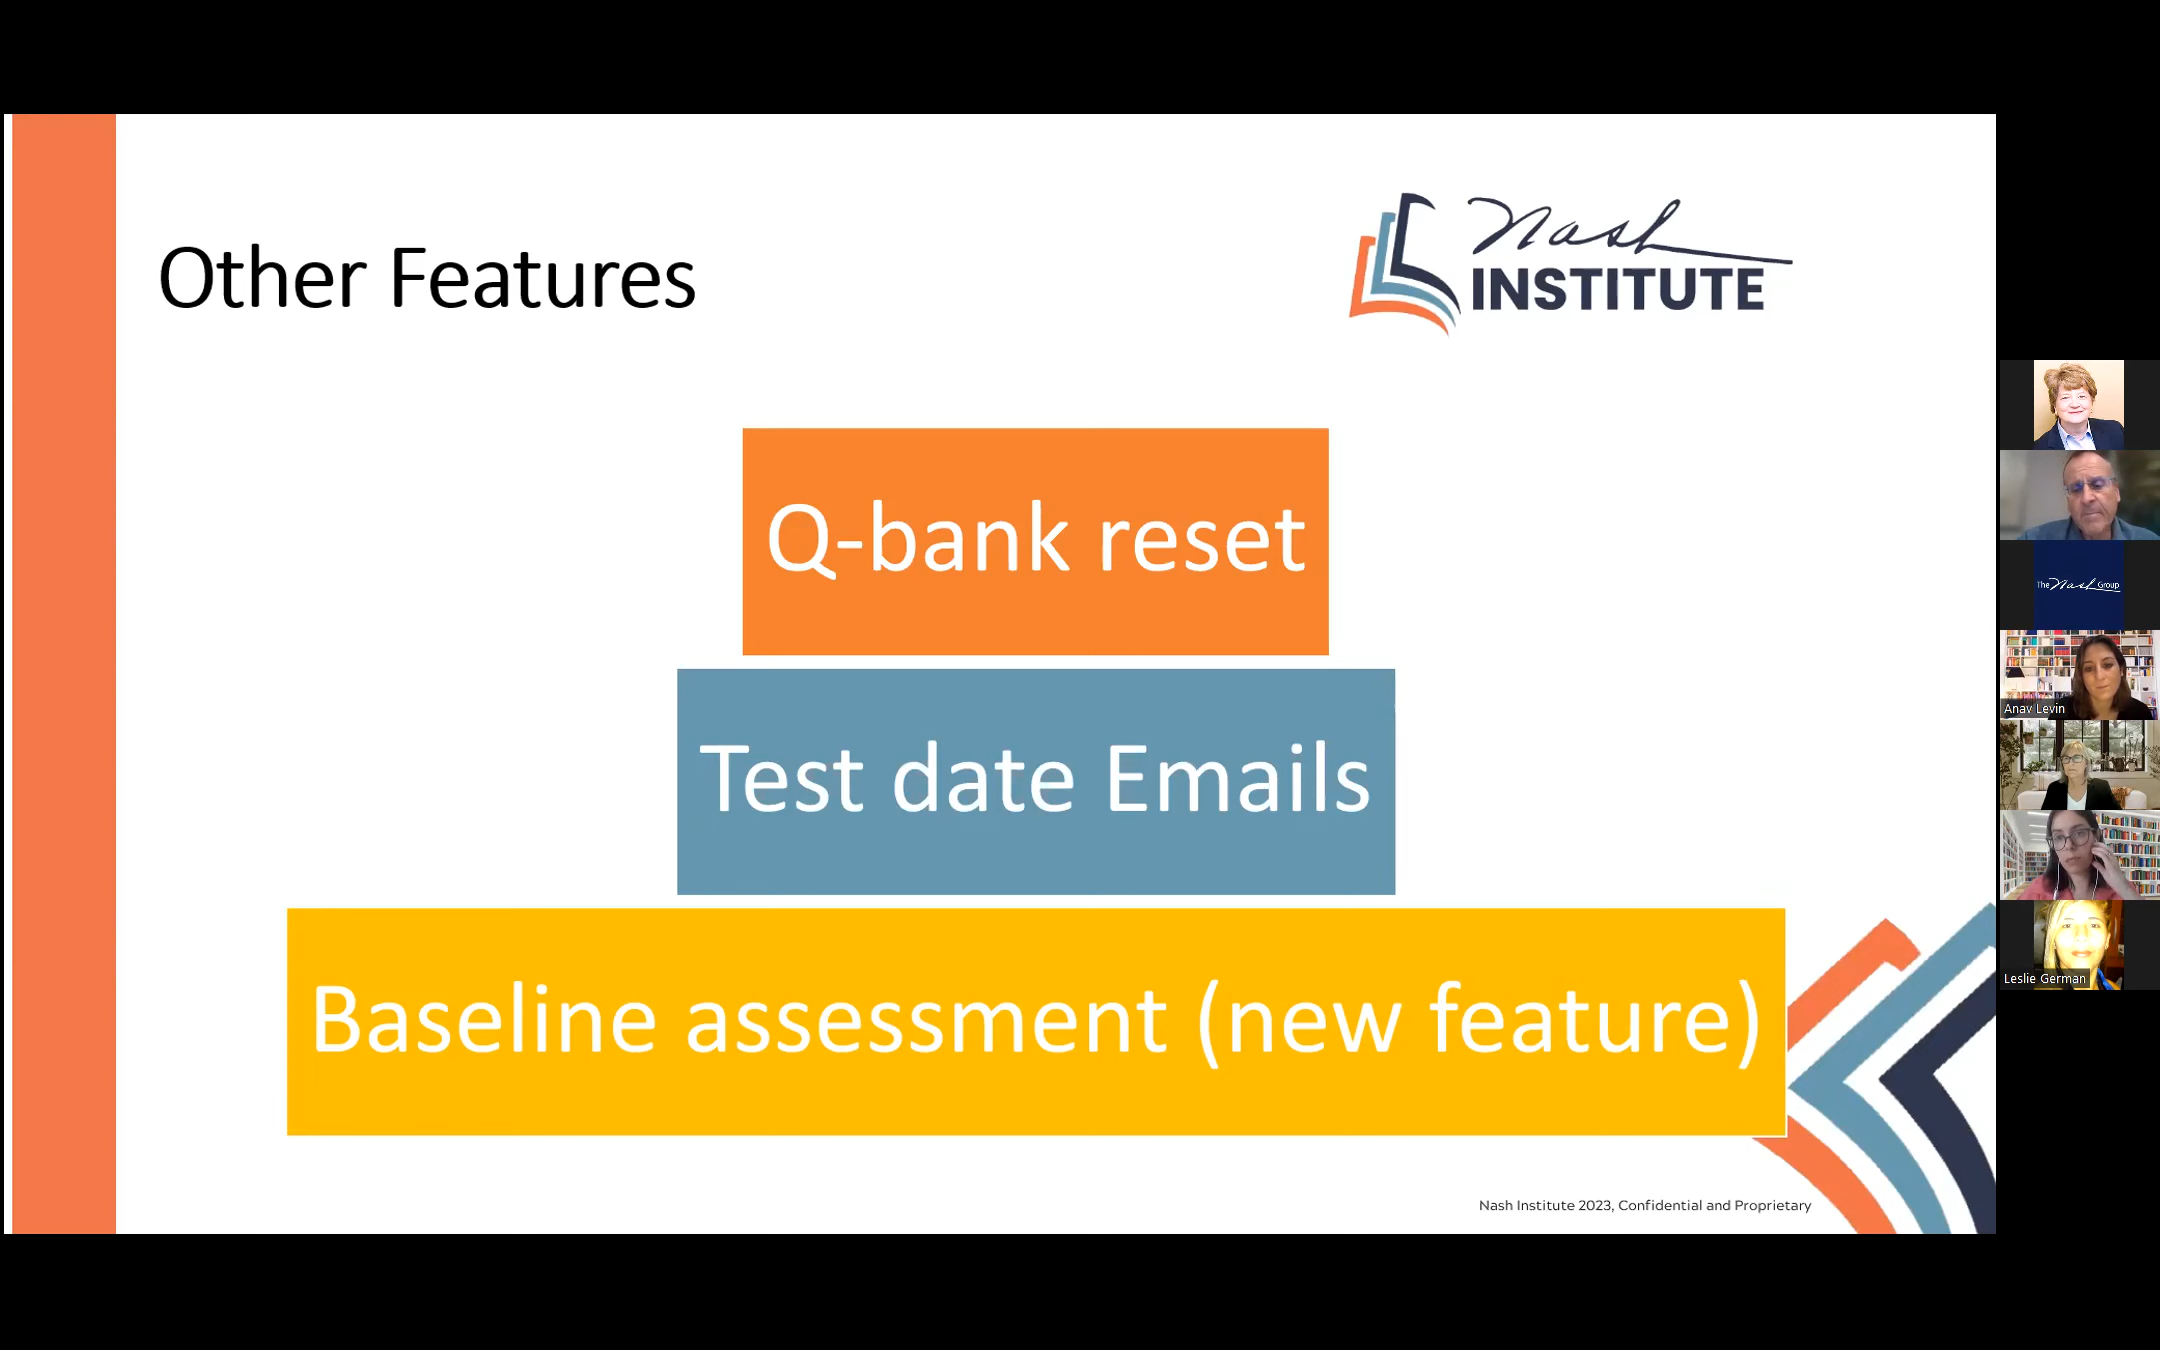 Other Features
Nash
INSTITUTE
Q-bank reset
Test date Emails
Baseline assessment (new feature)
Nash Institute 2023, Confidential and Proprietary
The Nash Group
Anav Levin
Leslie German